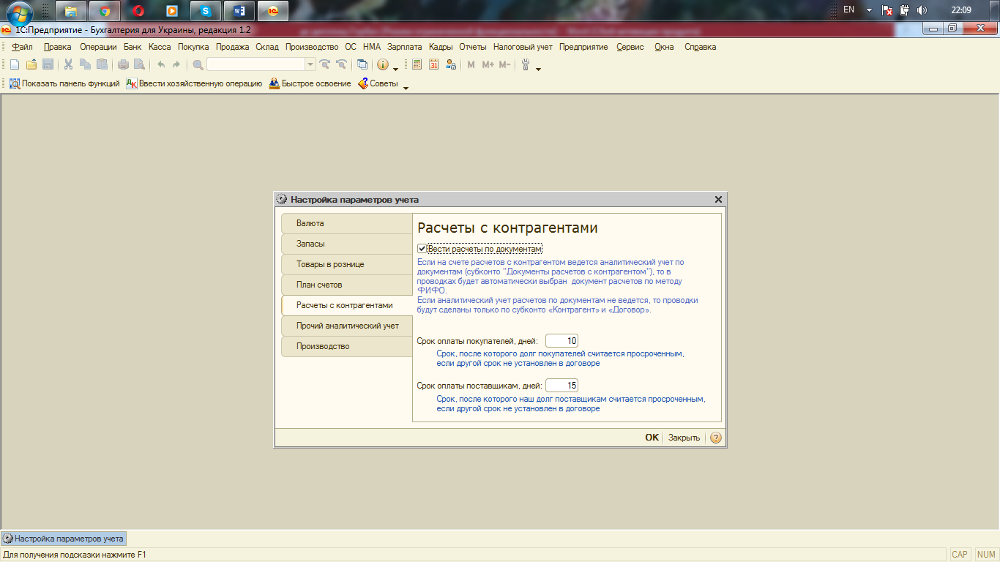 EN
22:09
1С:Предприятие - Бухгалтерия для Украины, редакция 1.2
Файл Правка Операции Банк Касса Покупка Продажа Склад Производство ОС НМА Зарплата Кадры Отчеты Налоговый учет Предприятие Сервис Окна Справка
31 M M+ M-
Показать панель функций Дт Кт Ввести хозяйственную операцию Быстрое освоение Советы
Настройка параметров учета
Валюта
Запасы
Товары в рознице
План счетов
Расчеты с контрагентами
Прочий аналитический учет
Производство
Расчеты с контрагентами
Вести расчеты по документам
Если на счете расчетов с контрагентом ведется аналитический учет по
документам (субконто "Документы расчетов с контрагентом"), то в
проводках будет автоматически выбран документ расчетов по методу
ФИФО.
Если аналитический учет расчетов по документам не ведется, то проводки
будут сделаны только по субконто «Контрагент» и «Договор».
Срок оплаты покупателей, дней: 10
Срок, после которого долг покупателей считается просроченным,
если другой срок не установлен в договоре
Срок оплаты поставщикам, дней: 15
Срок, после которого наш долг поставщикам считается просроченным,
если другой срок не установлен в договоре
OK Закрыть ?
Настройка параметров учета
Для получения подсказки нажмите F1
CAP NUM